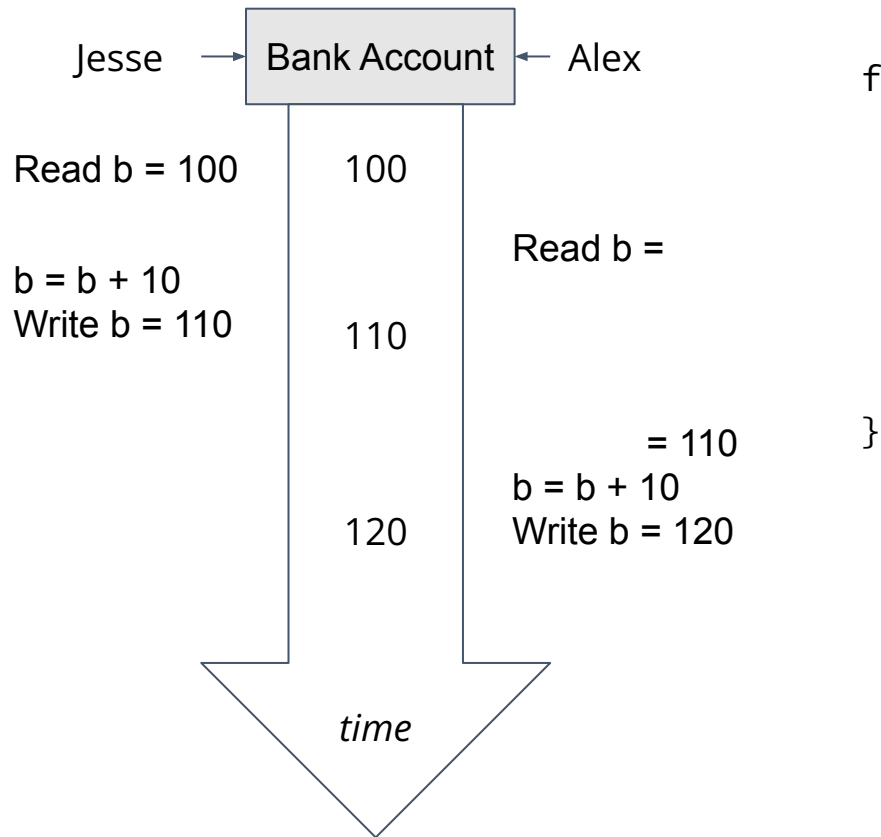 Jesse
Bank Account
Alex
f
Read b = 100
100
Read b =
b = b + 10
Write b = 110
110
= 110
}
b = b + 10
Write b = 120
120
time